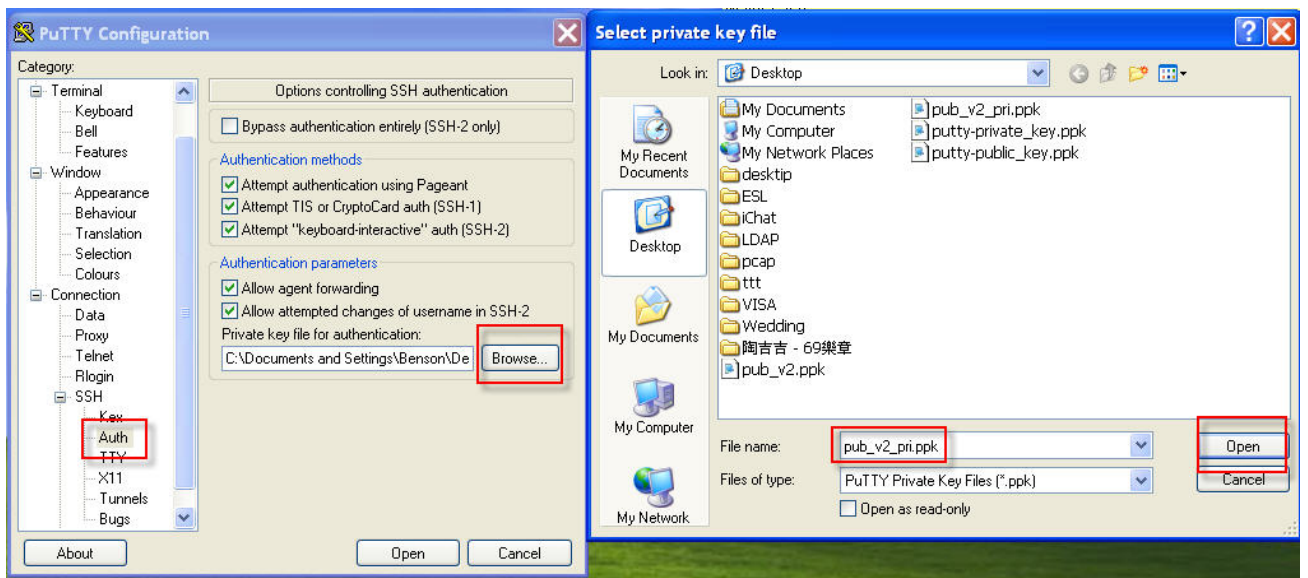 PuTTY Configuration
Category:
Terminal
Keyboard
Bell
Features
Window
Appearance
Behaviour
Translation
Selection
Colours
Connection
Data
Proxy
Telnet
Rlogin
SSH
Kex
Auth
TTY
X11
Tunnels
Bugs
Options controlling SSH authentication
Bypass authentication entirely (SSH-2 only)
Authentication methods
Attempt authentication using Pageant
Attempt TIS or CryptoCard auth (SSH-1)
Attempt "keyboard-interactive" auth (SSH-2)
Authentication parameters
Allow agent forwarding
Allow attempted changes of username in SSH-2
Private key file for authentication:
C:\Documents and Settings\Benson\De
Browse...
About
Open
Cancel
Select private key file
Look in:
Desktop
My Recent
Documents
Desktop
My Documents
My Computer
My Network
My Documents
My Computer
My Network Places
desktip
ESL
iChat
LDAP
pcap
ttt
VISA
Wedding
陶吉吉 - 69樂章
pub_v2.ppk
pub_v2_pri.ppk
putty-private_key.ppk
putty-public_key.ppk
File name:
pub_v2_pri.ppk
Open
Files of type:
PuTTY Private Key Files (*.ppk)
Cancel
Open as read-only